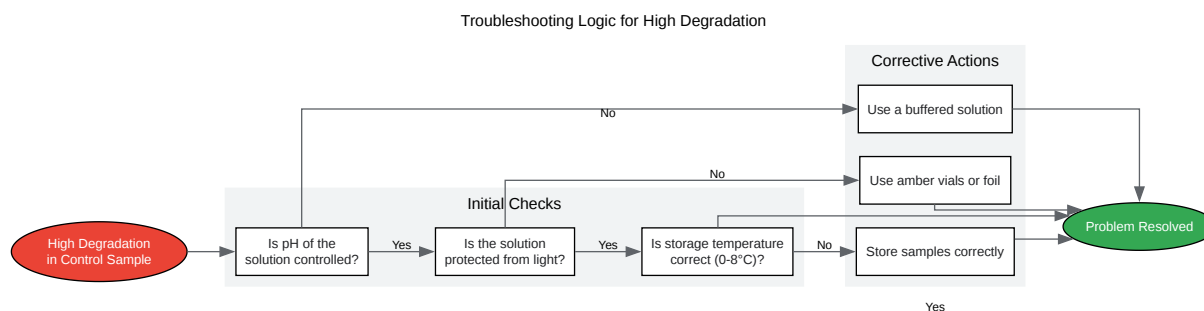 Troubleshooting Logic for High Degradation
Corrective Actions
Use a buffered solution
No
Use amber vials or foil
No
Initial Checks
High Degradation
in Control Sample
Is pH of the
solution controlled?
Yes
Is the solution
protected from light?
Yes
Is storage temperature
correct (0-8°C)?
No
Store samples correctly
Problem Resolved
Yes